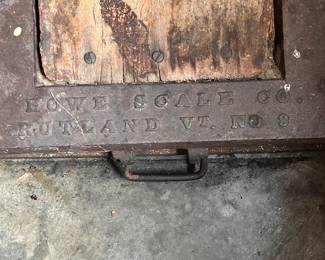 HOWE SCALE CO.
RUTLAND VT. NO 8